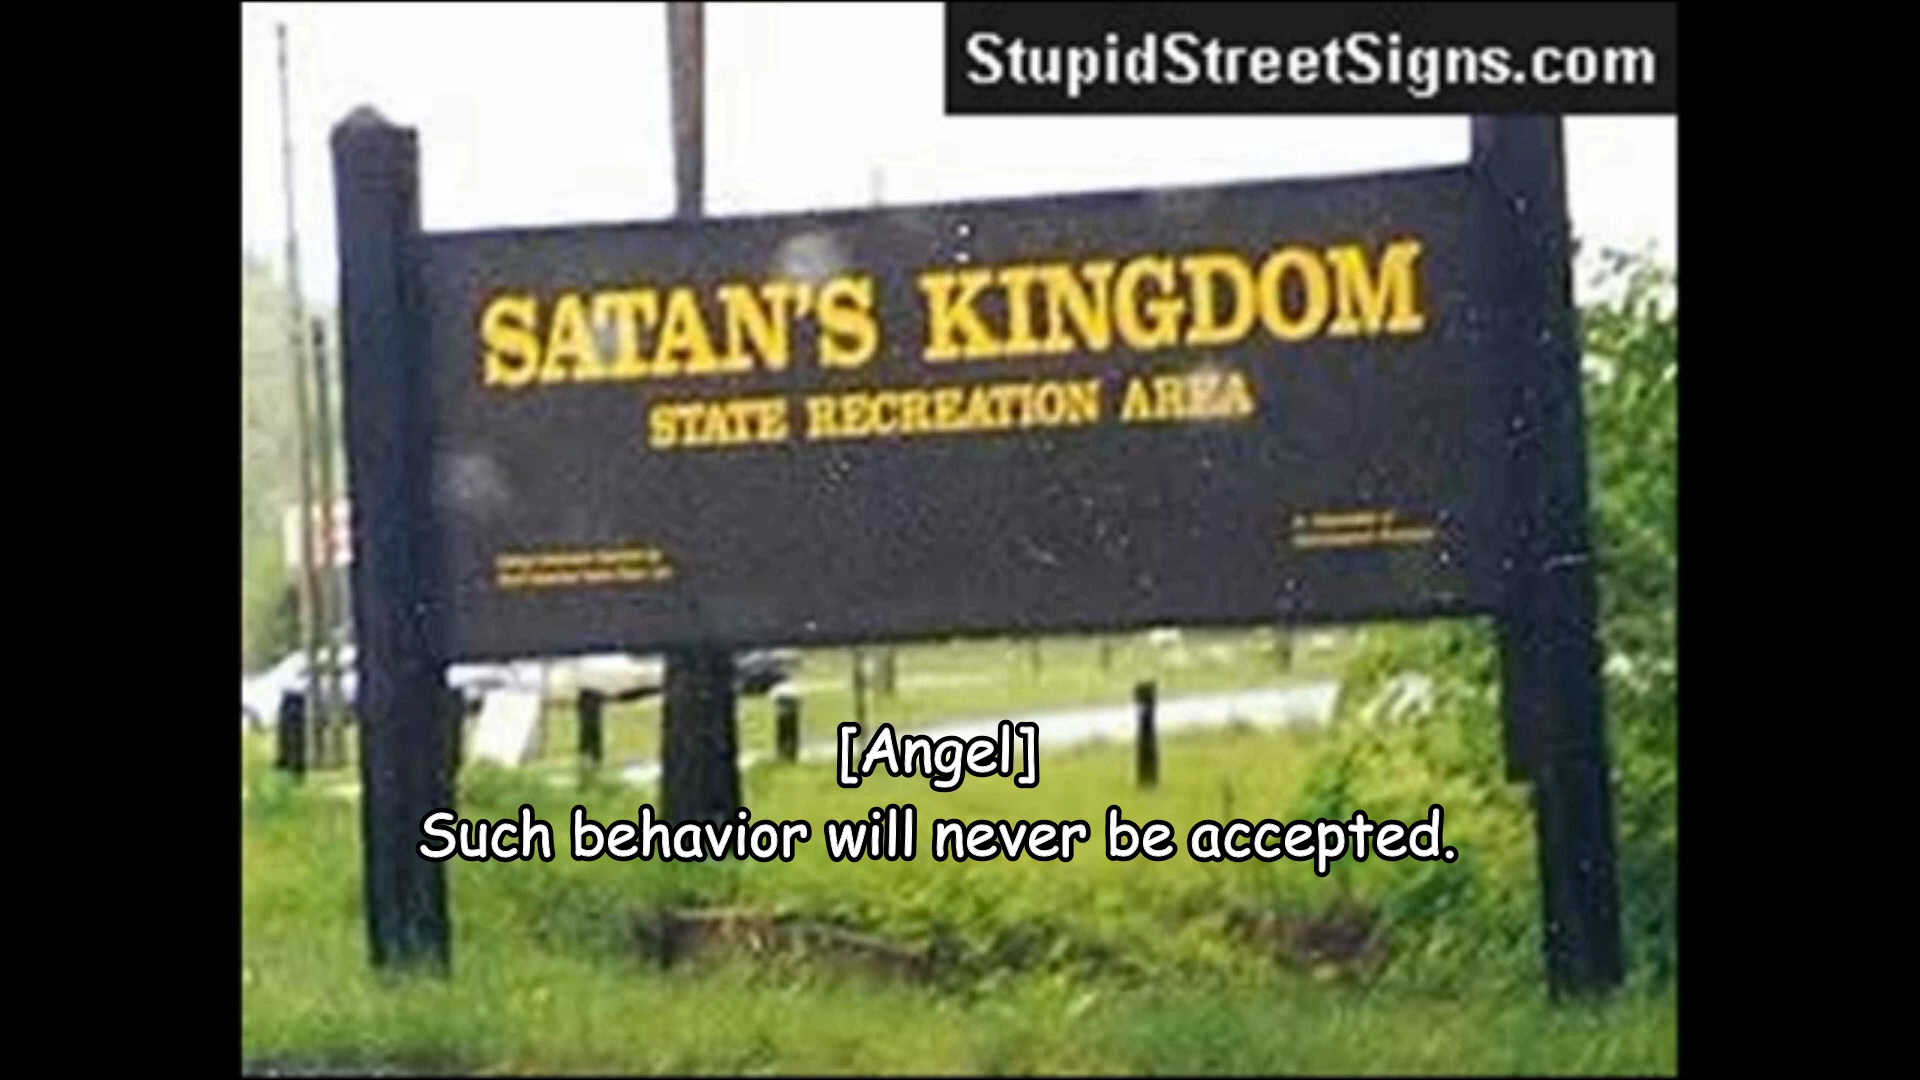 StupidStreetSigns.com
SATAN'S KINGDOM
STATE RECREATION AREA
[Angel]
Such behavior will never be accepted.